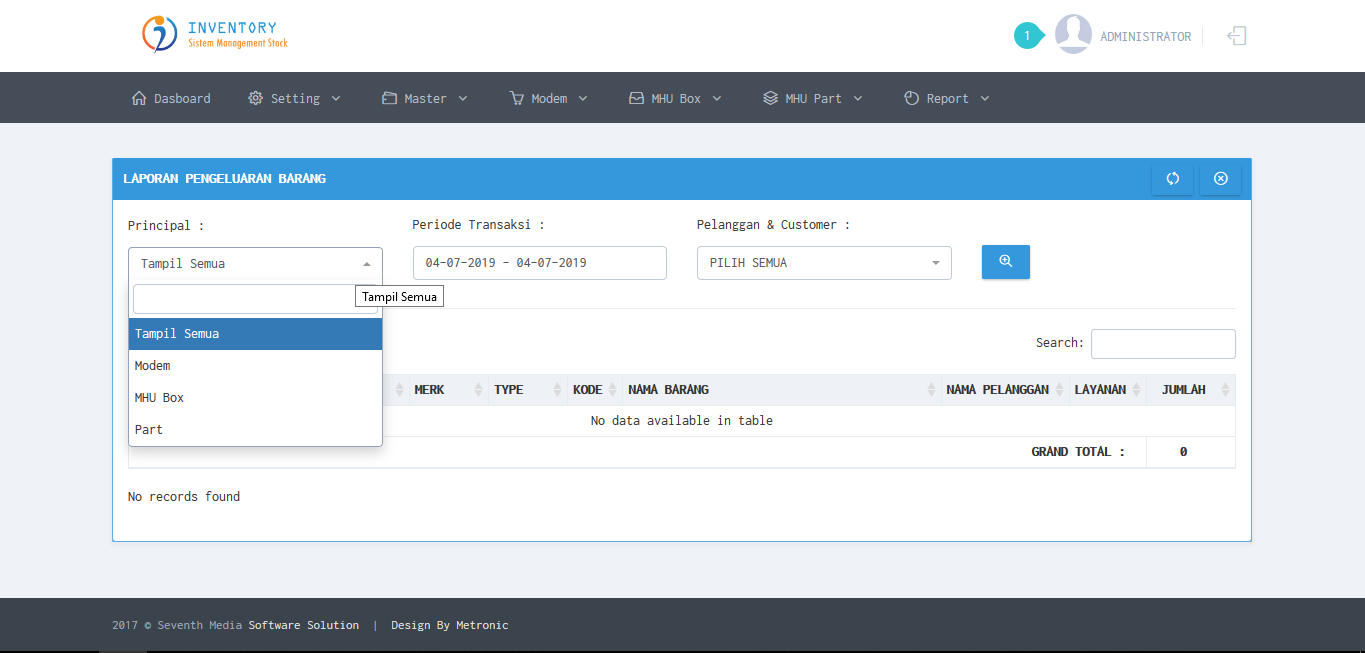 INVENTORY
Sistem Management Stock
1
ADMINISTRATOR
Dasboard Setting Master Modem MHU Box MHU Part Report
LAPORAN PENGELUARAN BARANG
Principal :
Periode Transaksi :
Pelanggan & Customer :
Tampil Semua
04-07-2019 - 04-07-2019
PILIH SEMUA
Tampil Semua
Tampil Semua
Modem
MHU Box
Part
Search:
MERK TYPE KODE NAMA BARANG NAMA PELANGGAN LAYANAN JUMLAH
No data available in table
GRAND TOTAL : 0
No records found
2017 © Seventh Media Software Solution | Design By Metronic